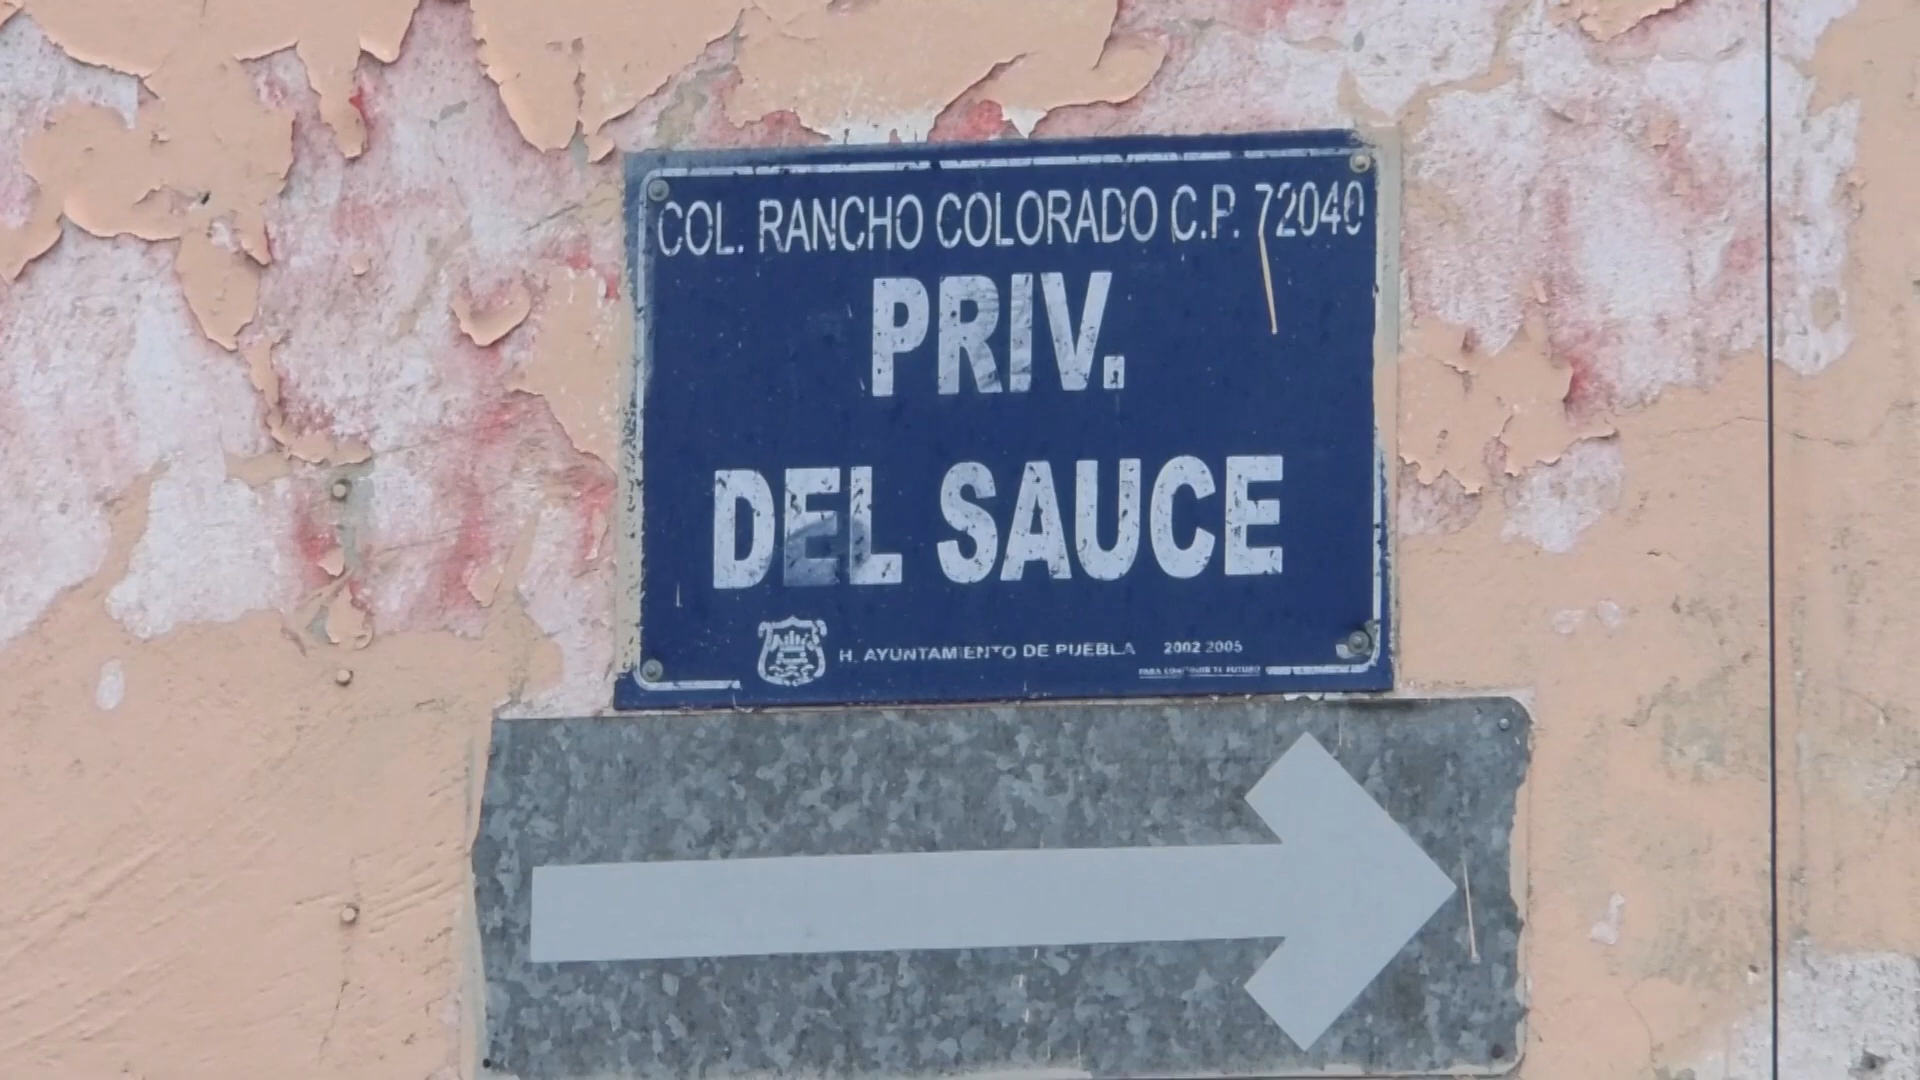 COL. RANCHO COLORADO C.P. 72040
PRIV.
DEL SAUCE
H. AYUNTAMIENTO DE PUEBLA 2002 2005